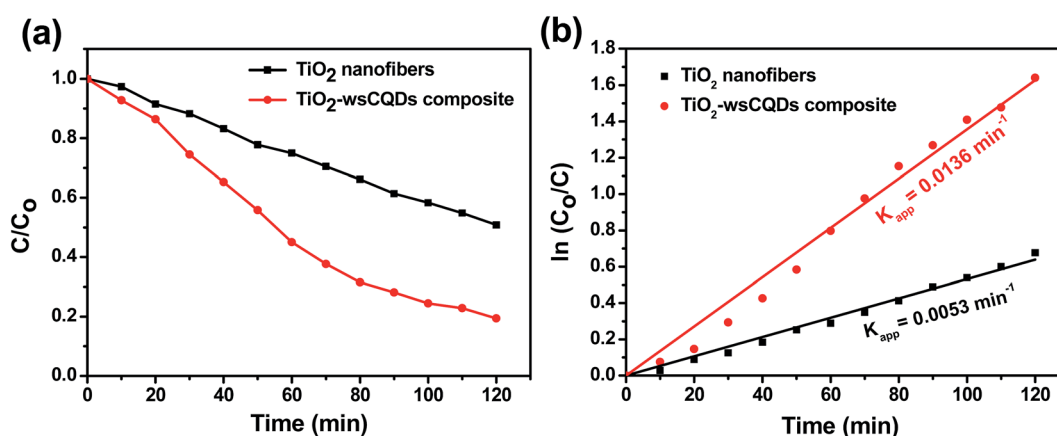 (a)
TiO2 nanofibers
TiO2-wsCQDs composite
C/Co
1.0
0.8
0.6
0.4
0.2
0.0
0 20 40 60 80 100 120
Time (min)
(b)
TiO2 nanofibers
TiO2-wsCQDs composite
ln (Co/C)
1.8
1.6
1.4
1.2
1.0
0.8
0.6
0.4
0.2
0.0
Kapp = 0.0136 min-1
Kapp = 0.0053 min-1
0 20 40 60 80 100 120
Time (min)